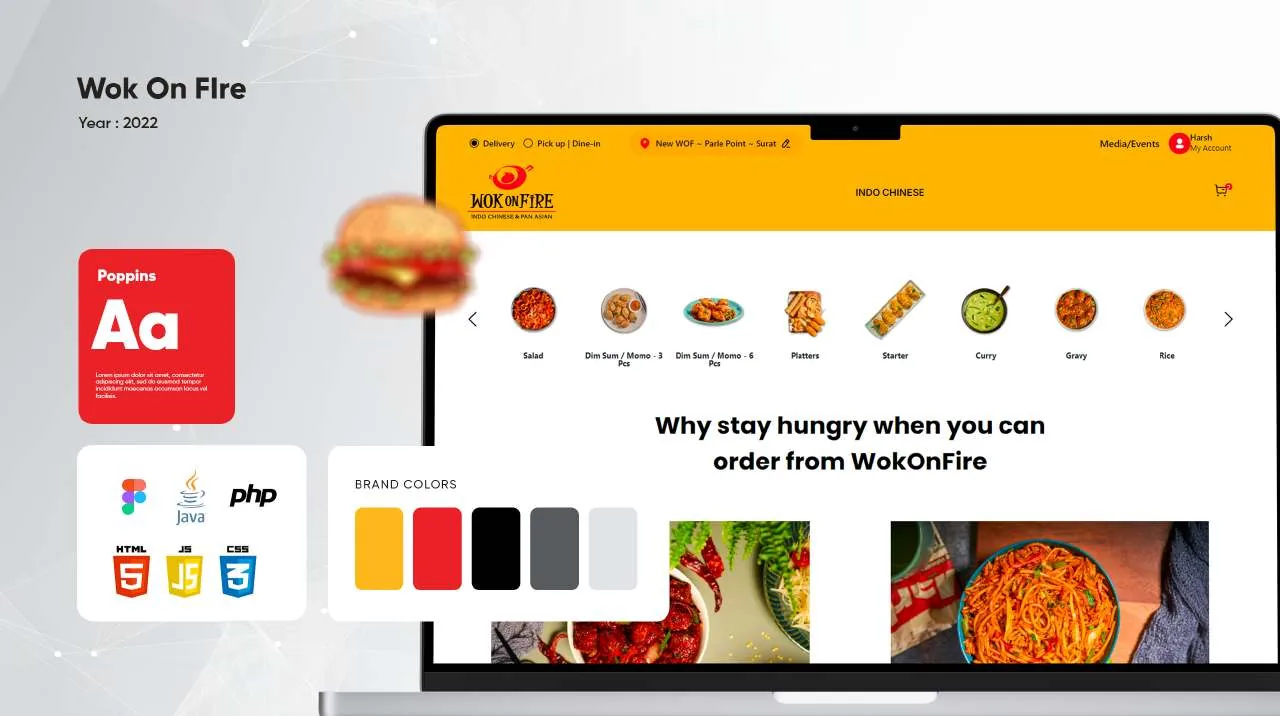 Wok On FIre
Year : 2022
Poppins
Aa
Lorem ipsum dolor sit amet, consectetur
adipiscing elit, sed do eiusmod tempor
incididunt maecenas accumsan lacus vel
facilisis.
Java
php
HTML
5
JS
JS
CSS
3
BRAND COLORS
Delivery
Pick up | Dine-in
New WOF ~ Parle Point ~ Surat
Media/Events
Harsh
My Account
WOK ON FIRE
INDO CHINESE & PAN ASIAN
INDO CHINESE
Salad
Dim Sum / Momo - 3
Pcs
Dim Sum / Momo - 6
Pcs
Platters
Starter
Curry
Gravy
Rice
Why stay hungry when you can
order from WokOnFire